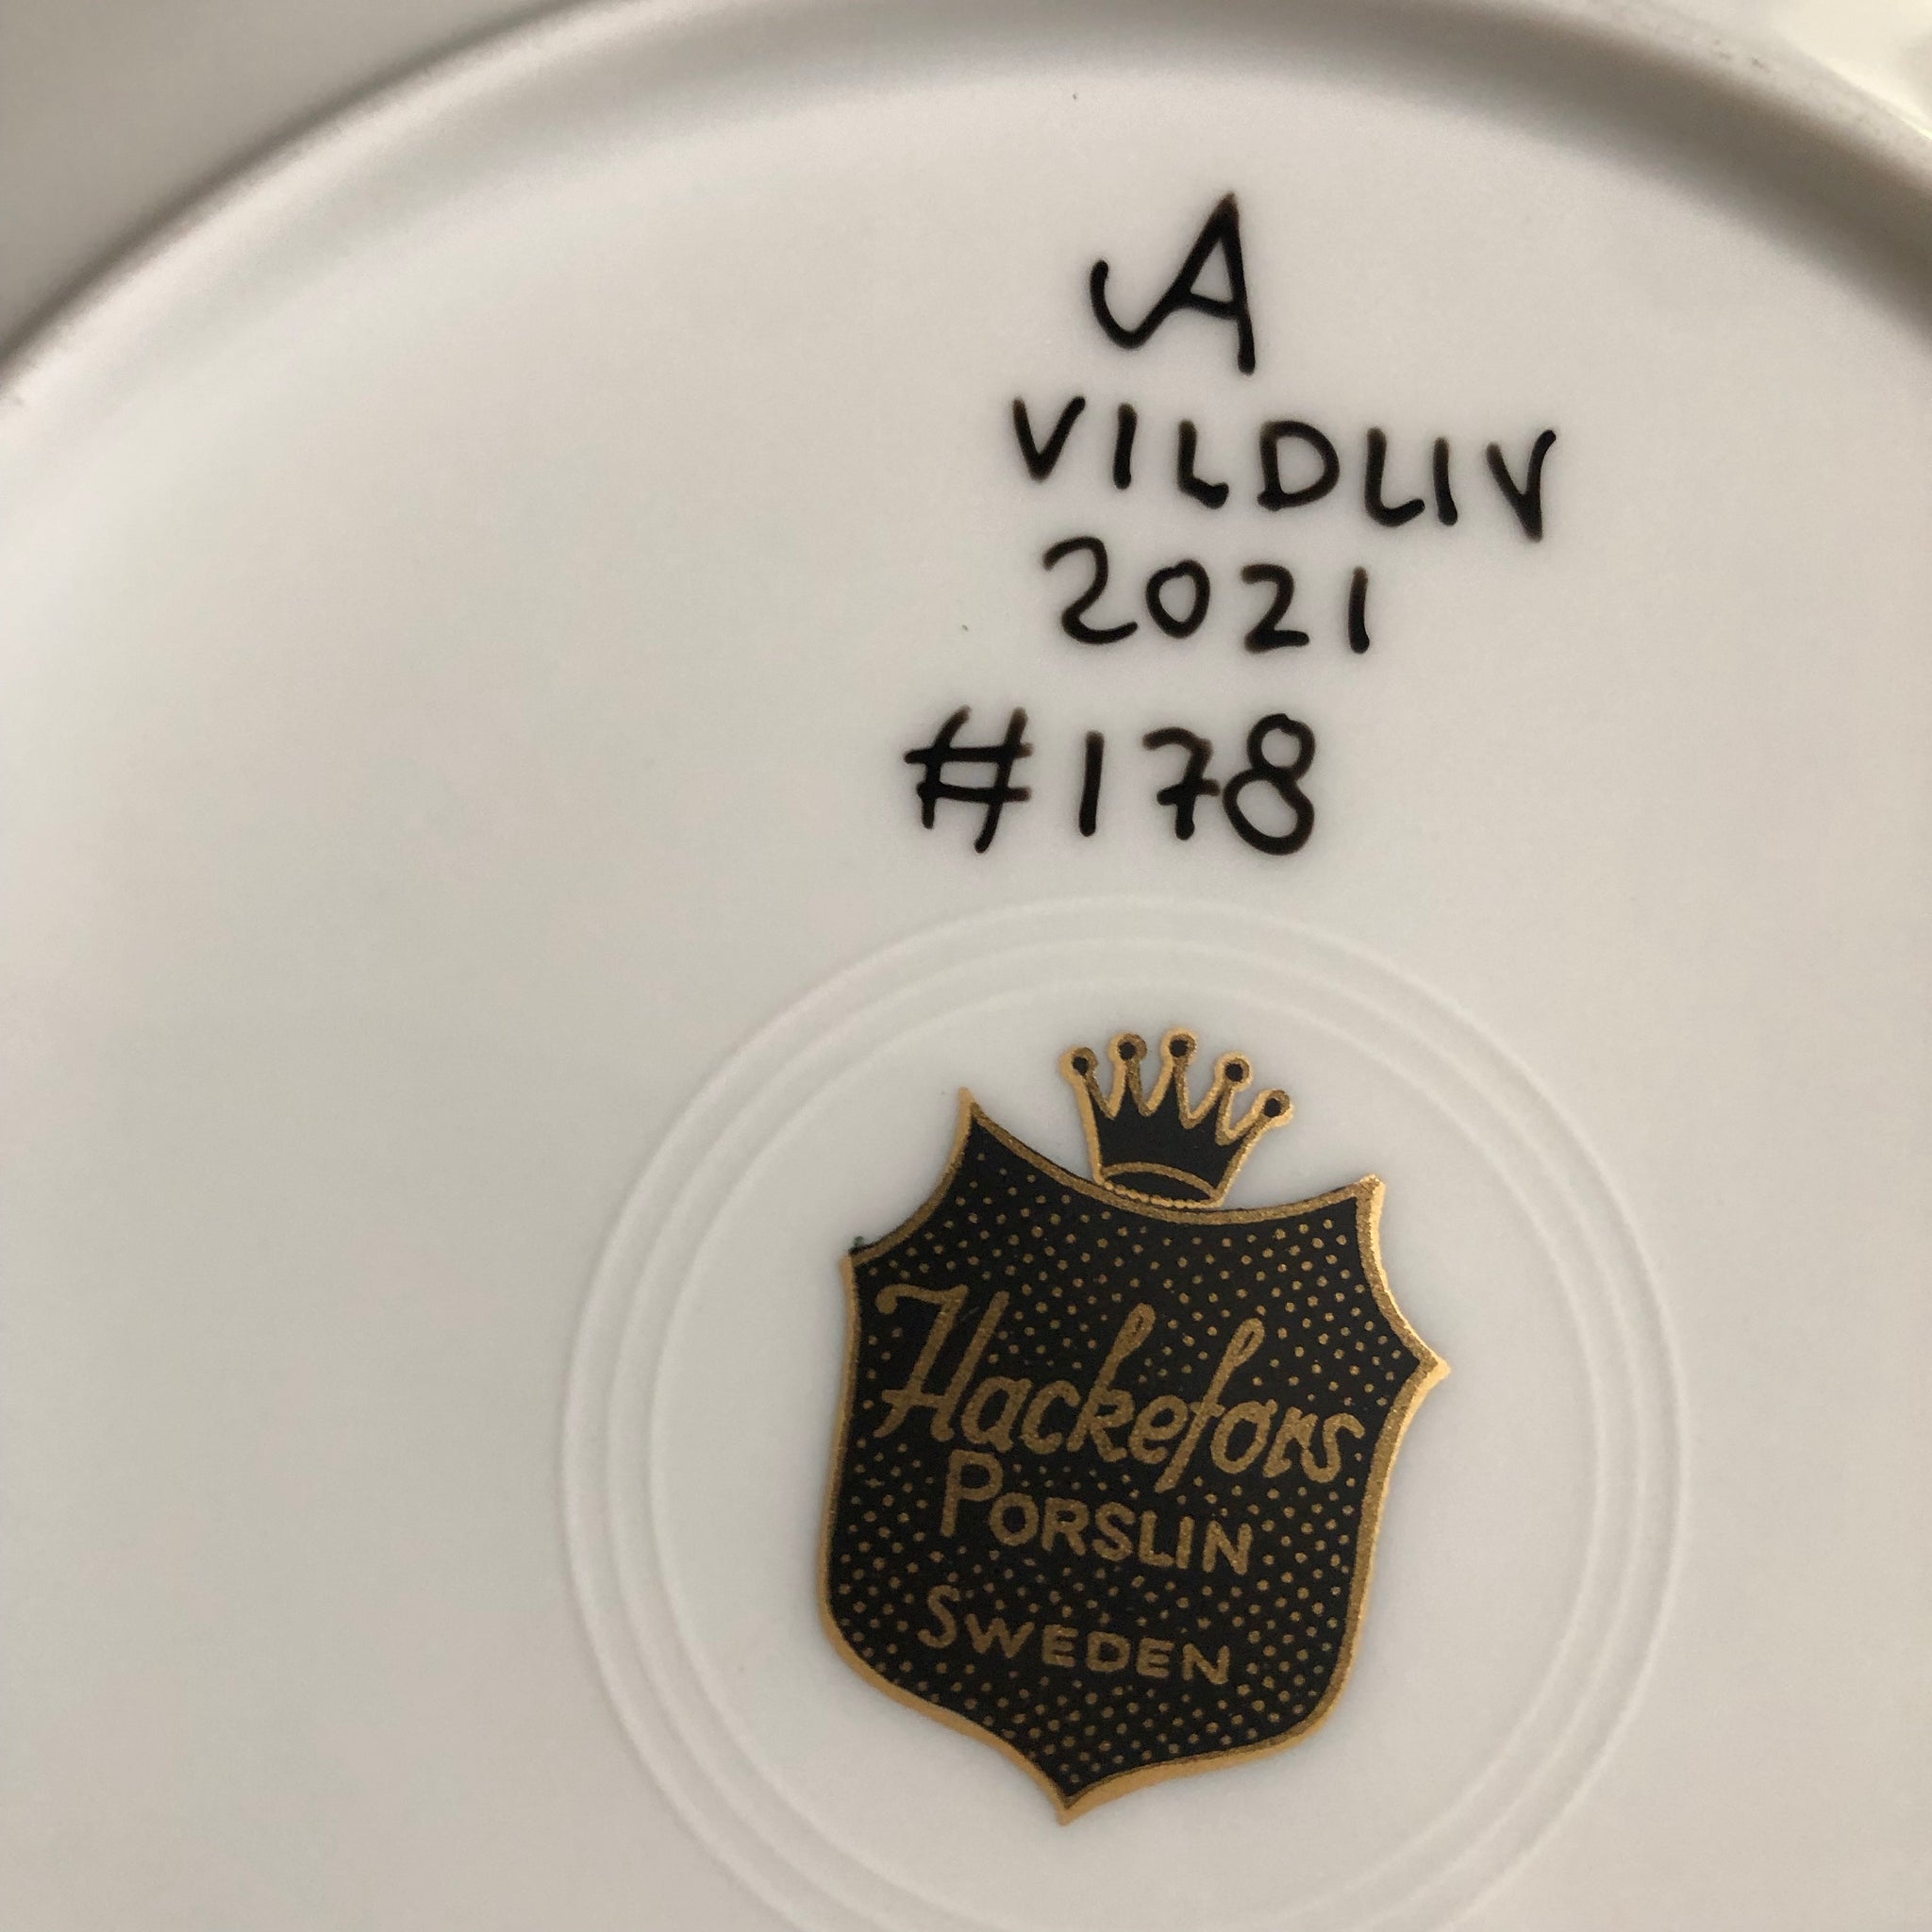 A
VILDLIV
2021
#178
Hackefors
PORSLIN
SWEDEN